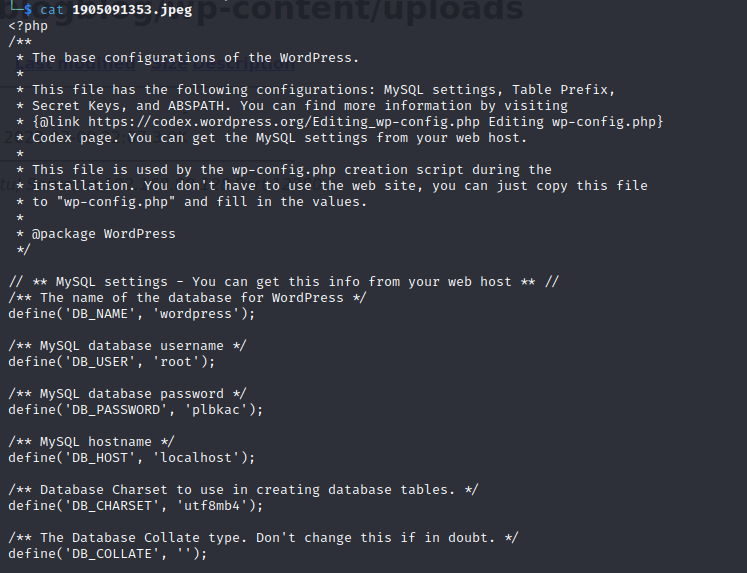 blog/wp-content/uploads
└─$ cat 1905091353.jpeg
<?php
/**
 * The base configurations of the WordPress.
 *
 * This file has the following configurations: MySQL settings, Table Prefix,
 * Secret Keys, and ABSPATH. You can find more information by visiting
 * {@link https://codex.wordpress.org/Editing_wp-config.php Editing wp-config.php}
 * Codex page. You can get the MySQL settings from your web host.
 *
 * This file is used by the wp-config.php creation script during the
 * installation. You don't have to use the web site, you can just copy this file
 * to "wp-config.php" and fill in the values.
 *
 * @package WordPress
 */

// ** MySQL settings - You can get this info from your web host ** //
/** The name of the database for WordPress */
define('DB_NAME', 'wordpress');

/** MySQL database username */
define('DB_USER', 'root');

/** MySQL database password */
define('DB_PASSWORD', 'plbkac');

/** MySQL hostname */
define('DB_HOST', 'localhost');

/** Database Charset to use in creating database tables. */
define('DB_CHARSET', 'utf8mb4');

/** The Database Collate type. Don't change this if in doubt. */
define('DB_COLLATE', '');